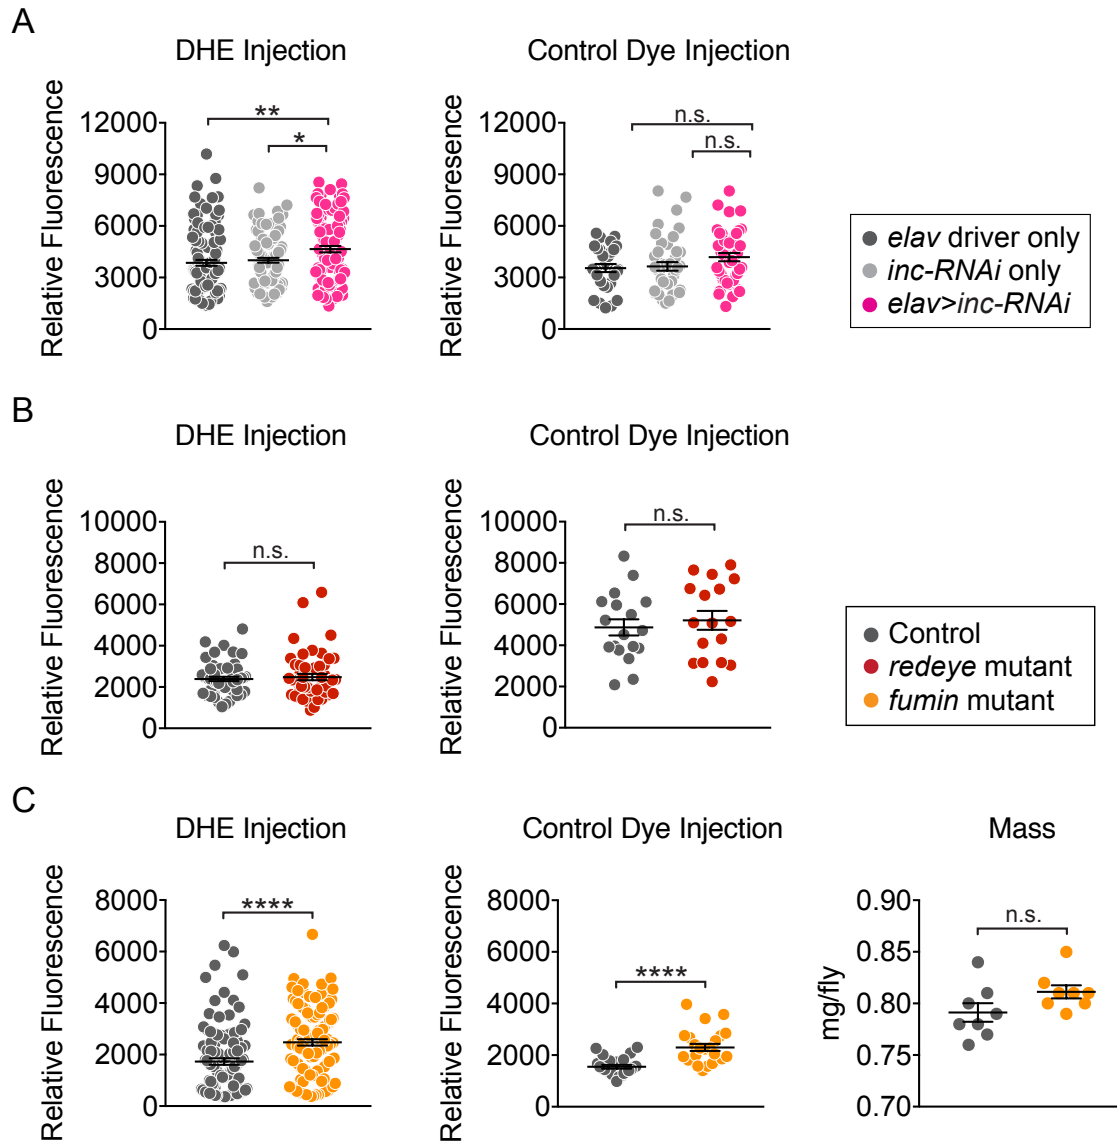 A
DHE Injection
Control Dye Injection
Relative Fluorescence
12000
9000
6000
3000
0
**
*
Relative Fluoresence
12000
9000
6000
3000
0
n.s.
n.s.
elav driver only
inc-RNAi only
elav>inc-RNAi
B
DHE Injection
Control Dye Injection
Relative Fluorescence
10000
8000
6000
4000
2000
0
n.s.
Relative Fluorescence
10000
8000
6000
4000
2000
0
n.s.
Control
redeye mutant
fumin mutant
C
DHE Injection
Control Dye Injection
Mass
Relative Fluorescence
8000
6000
4000
2000
0
****
Relative Fluorescence
8000
6000
4000
2000
0
****
mg/fly
0.90
0.85
0.80
0.75
0.70
n.s.